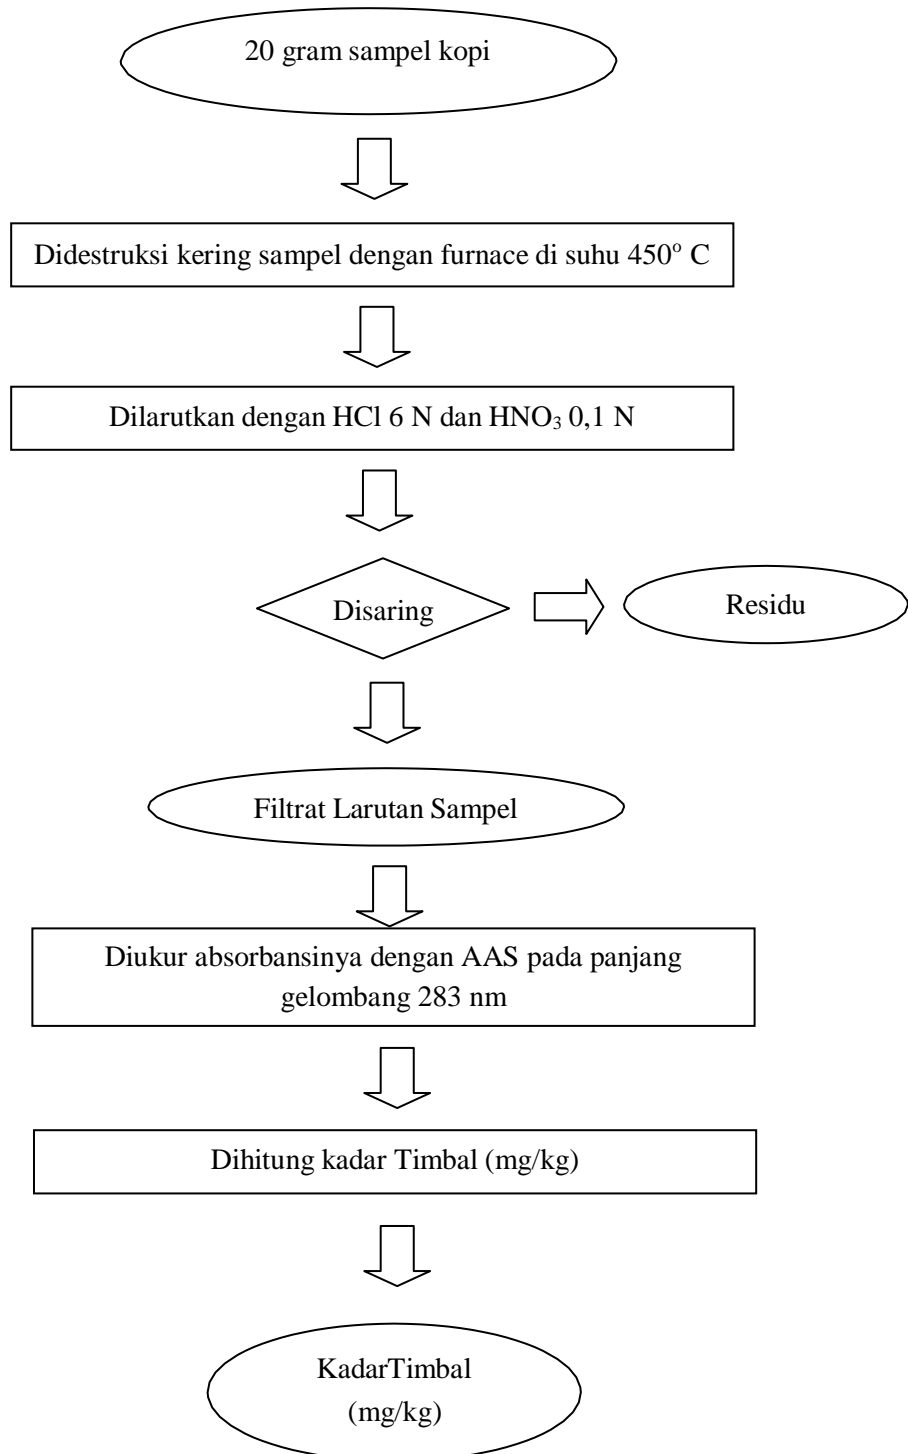 20 gram sampel kopi
Didestruksi kering sampel dengan furnace di suhu 450° C
Dilarutkan dengan HCl 6 N dan HNO₃ 0,1 N
Disaring
Residu
Filtrat Larutan Sampel
Diukur absorbansinya dengan AAS pada panjang
gelombang 283 nm
Dihitung kadar Timbal (mg/kg)
KadarTimbal
(mg/kg)